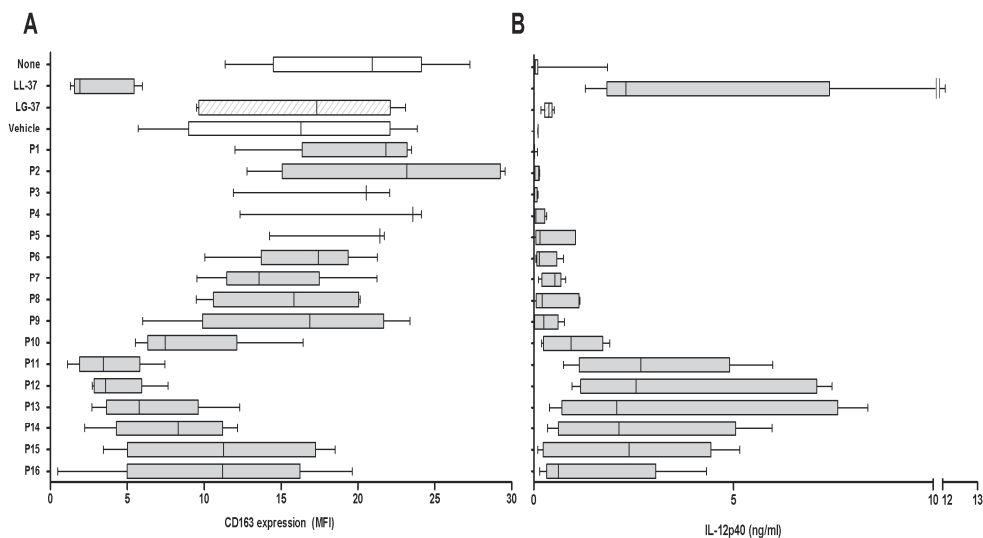 A B
None
LL-37
LG-37
Vehicle
P1
P2
P3
P4
P5
P6
P7
P8
P9
P10
P11
P12
P13
P14
P15
P16
0 5 10 15 20 25 30
CD163 expression (MFI)
0 5 10 12 13
IL-12p40 (ng/ml)